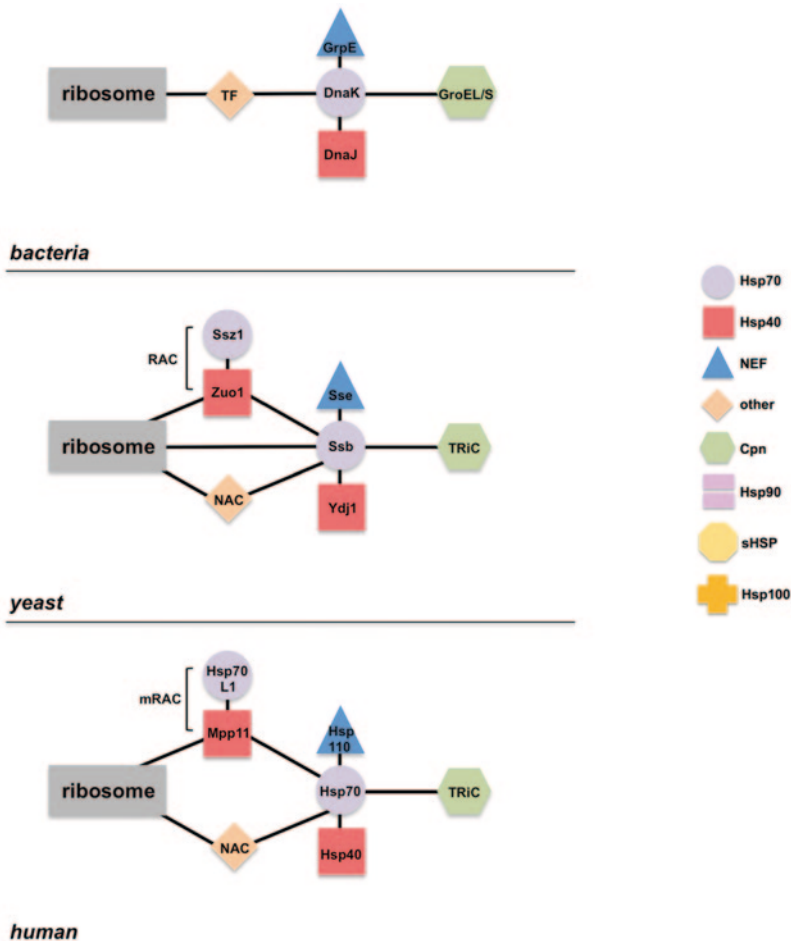 GrpE
ribosome
TF
DnaK
GroEL/S
DnaJ
bacteria
Ssz1
RAC
Zuo1
Sse
ribosome
Ssb
TRiC
NAC
Ydj1
yeast
Hsp70
L1
mRAC
Mpp11
Hsp
110
ribosome
Hsp70
TRiC
NAC
Hsp40
human
Hsp70
Hsp40
NEF
other
Cpn
Hsp90
sHSP
Hsp100